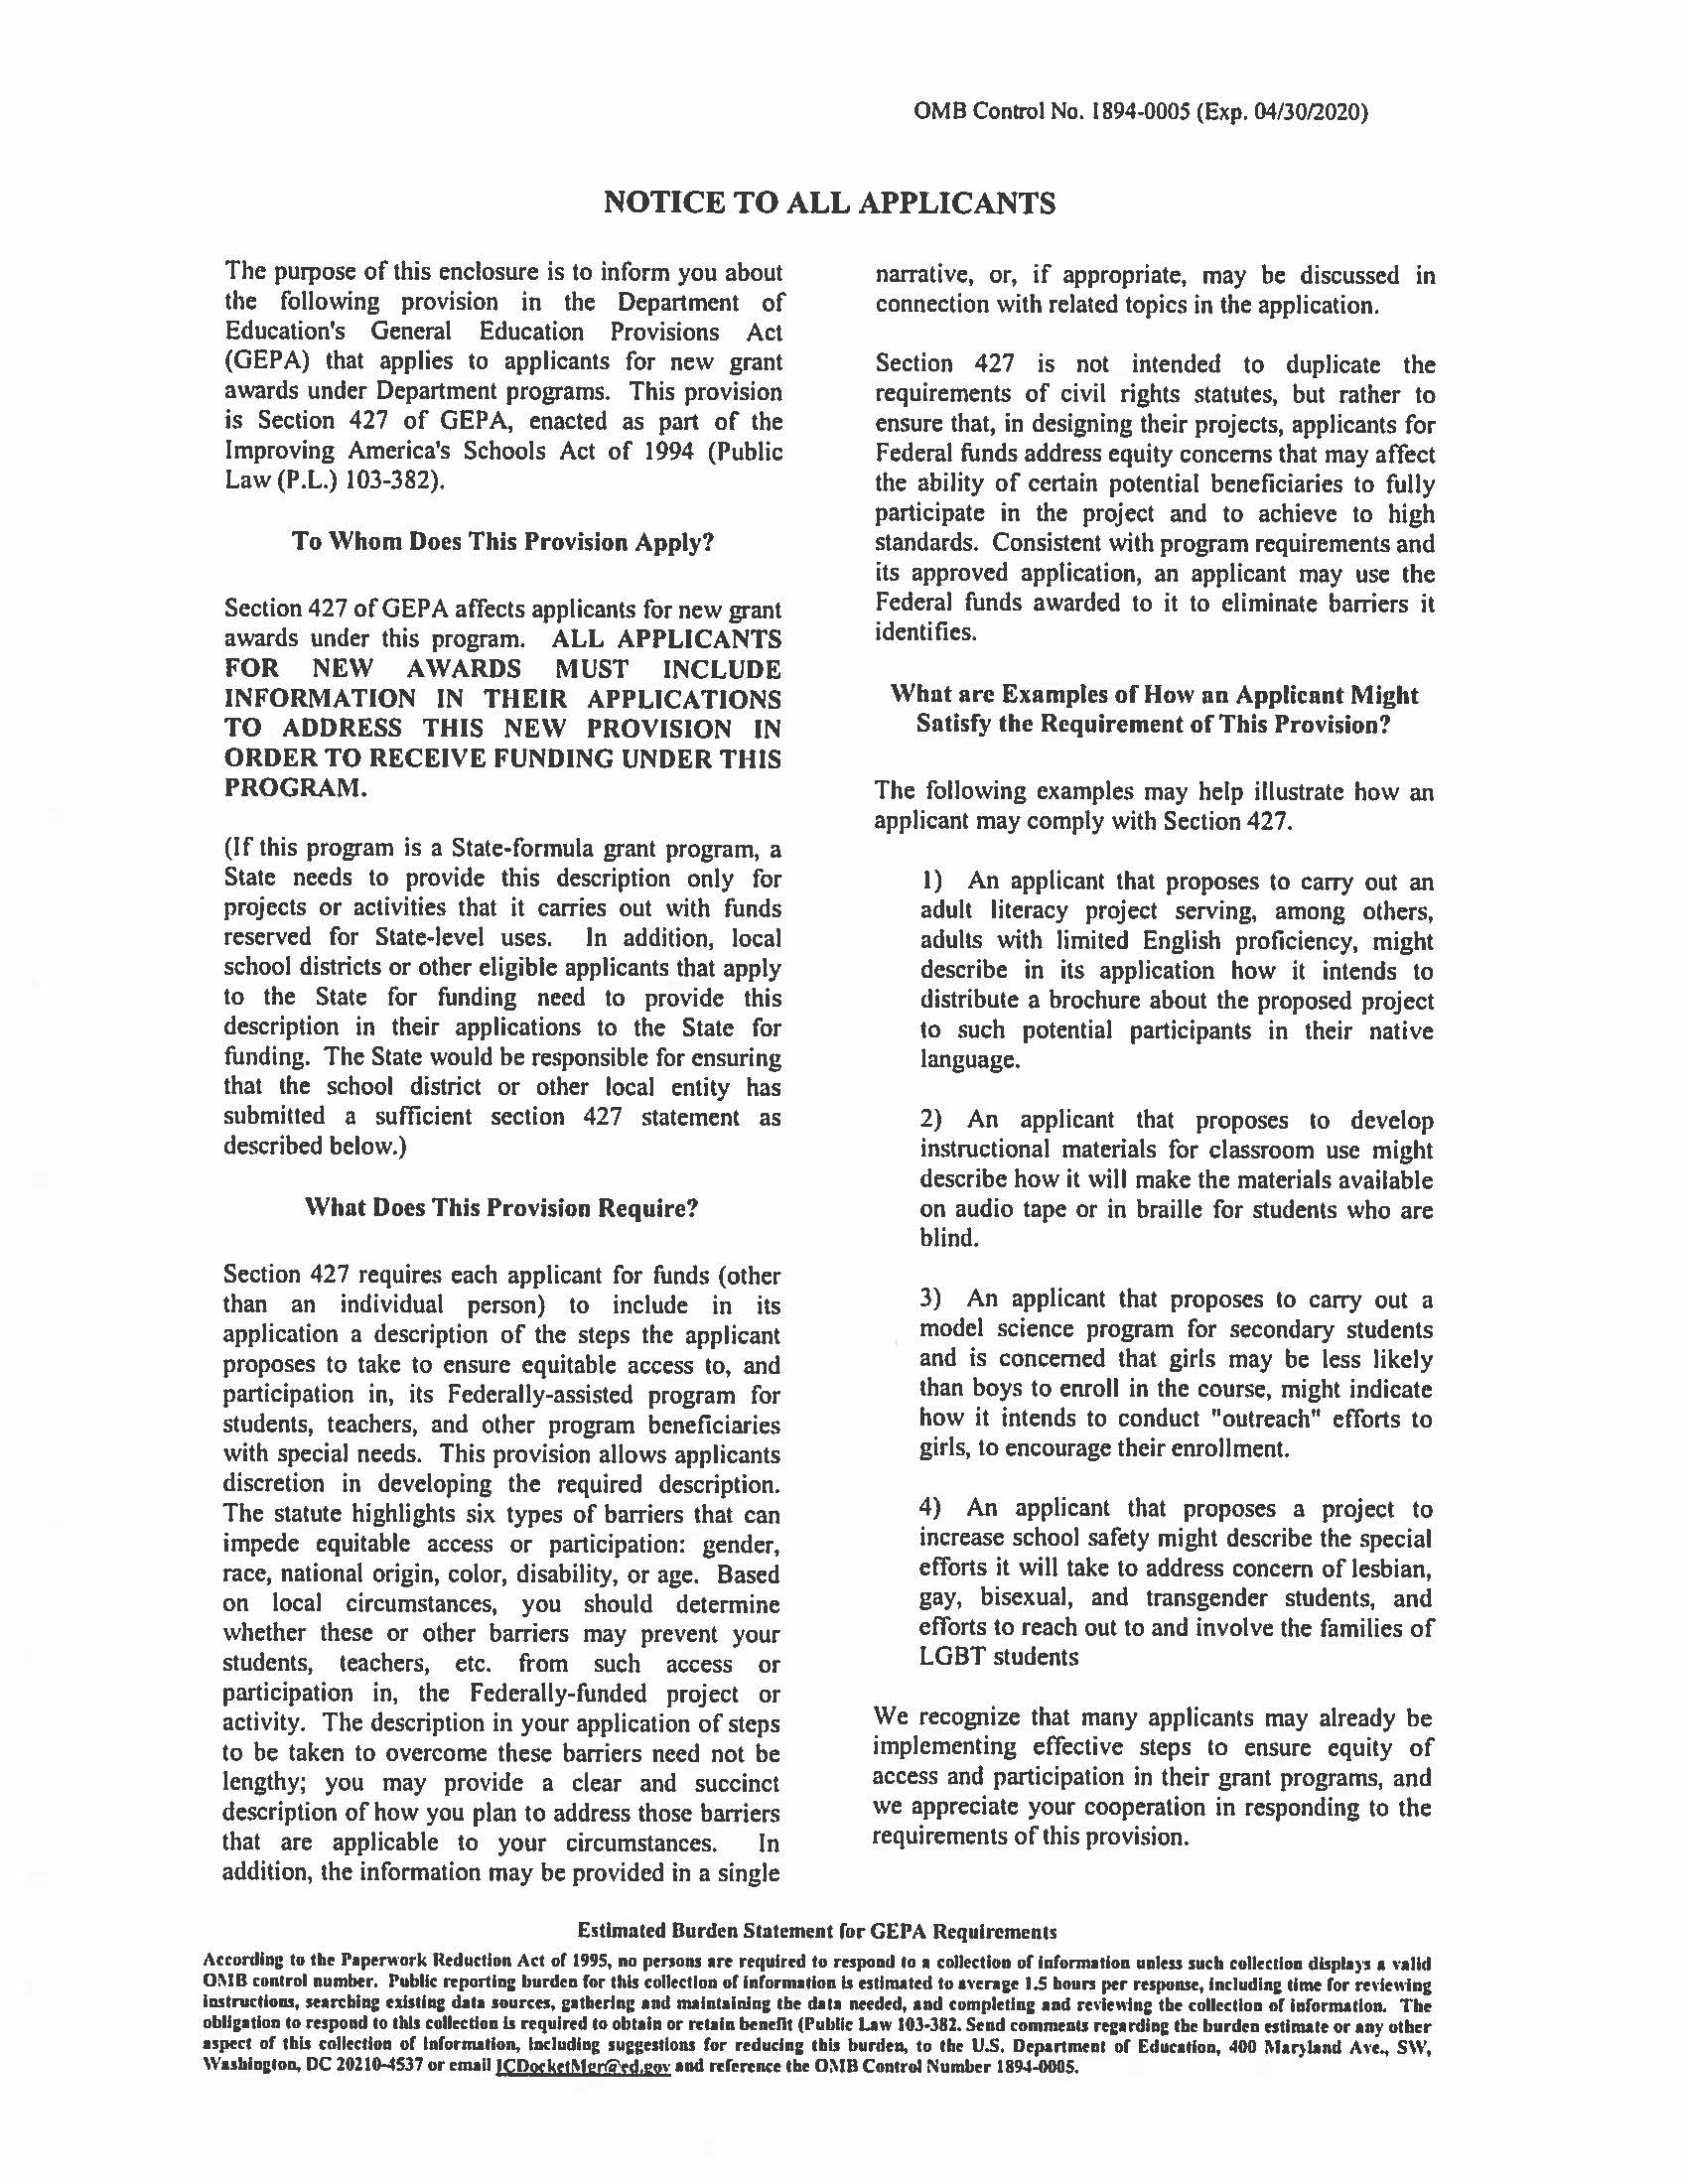 OMB Control No. 1894-0005 (Exp. 04/30/2020)
NOTICE TO ALL APPLICANTS
The purpose of this enclosure is to inform you about
the following provision in the Department of
Education's General Education Provisions Act
(GEPA) that applies to applicants for new grant
awards under Department programs. This provision
is Section 427 of GEPA, enacted as part of the
Improving America's Schools Act of 1994 (Public
Law (P.L.) 103-382).
To Whom Does This Provision Apply?
Section 427 of GEPA affects applicants for new grant
awards under this program. ALL APPLICANTS
FOR NEW AWARDS MUST INCLUDE
INFORMATION IN THEIR APPLICATIONS
TO ADDRESS THIS NEW PROVISION IN
ORDER TO RECEIVE FUNDING UNDER THIS
PROGRAM.
(If this program is a State-formula grant program, a
State needs to provide this description only for
projects or activities that it carries out with funds
reserved for State-level uses. In addition, local
school districts or other eligible applicants that apply
to the State for funding need to provide this
description in their applications to the State for
funding. The State would be responsible for ensuring
that the school district or other local entity has
submitted a sufficient section 427 statement as
described below.)
What Does This Provision Require?
Section 427 requires each applicant for funds (other
than an individual person) to include in its
application a description of the steps the applicant
proposes to take to ensure equitable access to, and
participation in, its Federally-assisted program for
students, teachers, and other program beneficiaries
with special needs. This provision allows applicants
discretion in developing the required description.
The statute highlights six types of barriers that can
impede equitable access or participation: gender,
race, national origin, color, disability, or age. Based
on local circumstances, you should determine
whether these or other barriers may prevent your
students, teachers, etc. from such access or
participation in, the Federally-funded project or
activity. The description in your application of steps
to be taken to overcome these barriers need not be
lengthy; you may provide a clear and succinct
description of how you plan to address those barriers
that are applicable to your circumstances. In
addition, the information may be provided in a single
narrative, or, if appropriate, may be discussed in
connection with related topics in the application.
Section 427 is not intended to duplicate the
requirements of civil rights statutes, but rather to
ensure that, in designing their projects, applicants for
Federal funds address equity concerns that may affect
the ability of certain potential beneficiaries to fully
participate in the project and to achieve to high
standards. Consistent with program requirements and
its approved application, an applicant may use the
Federal funds awarded to it to eliminate barriers it
identifies.
What are Examples of How an Applicant Might
Satisfy the Requirement of This Provision?
The following examples may help illustrate how an
applicant may comply with Section 427.
1) An applicant that proposes to carry out an
adult literacy project serving, among others,
adults with limited English proficiency, might
describe in its application how it intends to
distribute a brochure about the proposed project
to such potential participants in their native
language.
2) An applicant that proposes to develop
instructional materials for classroom use might
describe how it will make the materials available
on audio tape or in braille for students who are
blind.
3) An applicant that proposes to carry out a
model science program for secondary students
and is concerned that girls may be less likely
than boys to enroll in the course, might indicate
how it intends to conduct "outreach" efforts to
girls, to encourage their enrollment.
4) An applicant that proposes a project to
increase school safety might describe the special
efforts it will take to address concern of lesbian,
gay, bisexual, and transgender students, and
efforts to reach out to and involve the families of
LGBT students
We recognize that many applicants may already be
implementing effective steps to ensure equity of
access and participation in their grant programs, and
we appreciate your cooperation in responding to the
requirements of this provision.
Estimated Burden Statement for GEPA Requirements
According to the Paperwork Reduction Act of 1995, no persons are required to respond to a collection of information unless such collection displays a valid
OMB control number. Public reporting burden for this collection of information is estimated to average 1.5 hours per response, including time for reviewing
instructions, searching existing data sources, gathering and maintaining the data needed, and completing and reviewing the collection of information. The
obligation to respond to this collection is required to obtain or retain benefit (Public Law 103-382. Send comments regarding the burden estimate or any other
aspect of this collection of information, including suggestions for reducing this burden, to the U.S. Department of Education, 400 Maryland Ave., SW,
Washington, DC 20210-4537 or email ICDocketMgr@ed.gov and reference the OMB Control Number 1894-0005.